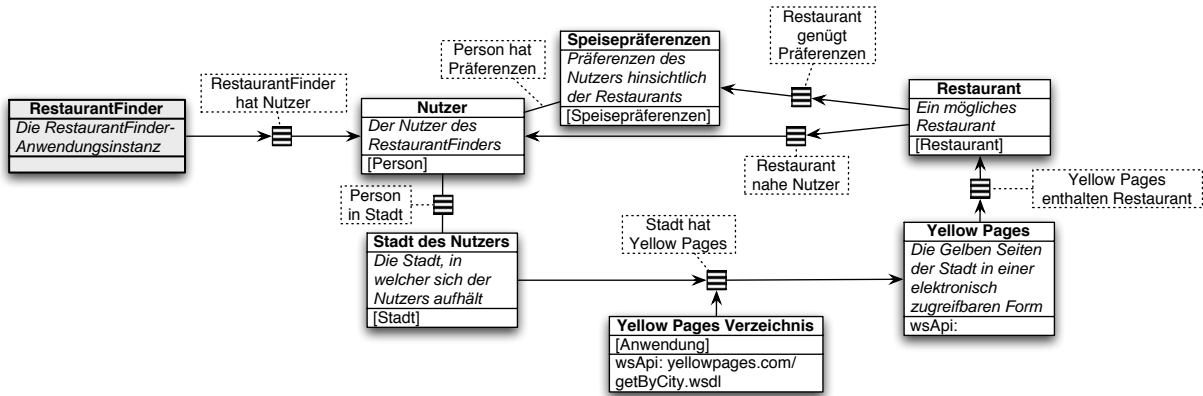 RestaurantFinder
Die RestaurantFinder-
Anwendungsinstanz
RestaurantFinder
hat Nutzer
Nutzer
Der Nutzer des
RestaurantFinders
[Person]
Person hat
Präferenzen
Speisepräferenzen
Präferenzen des
Nutzers hinsichtlich
der Restaurants
[Speisepräferenzen]
Restaurant
genügt
Präferenzen
Restaurant
Ein mögliches
Restaurant
[Restaurant]
Restaurant
nahe Nutzer
Yellow Pages
enthalten Restaurant
Person
in Stadt
Stadt des Nutzers
Die Stadt, in
welcher sich der
Nutzers aufhält
[Stadt]
Stadt hat
Yellow Pages
Yellow Pages
Die Gelben Seiten
der Stadt in einer
elektronisch
zugreifbaren Form
wsApi:
Yellow Pages Verzeichnis
[Anwendung]
wsApi: yellowpages.com/
getByCity.wsdl